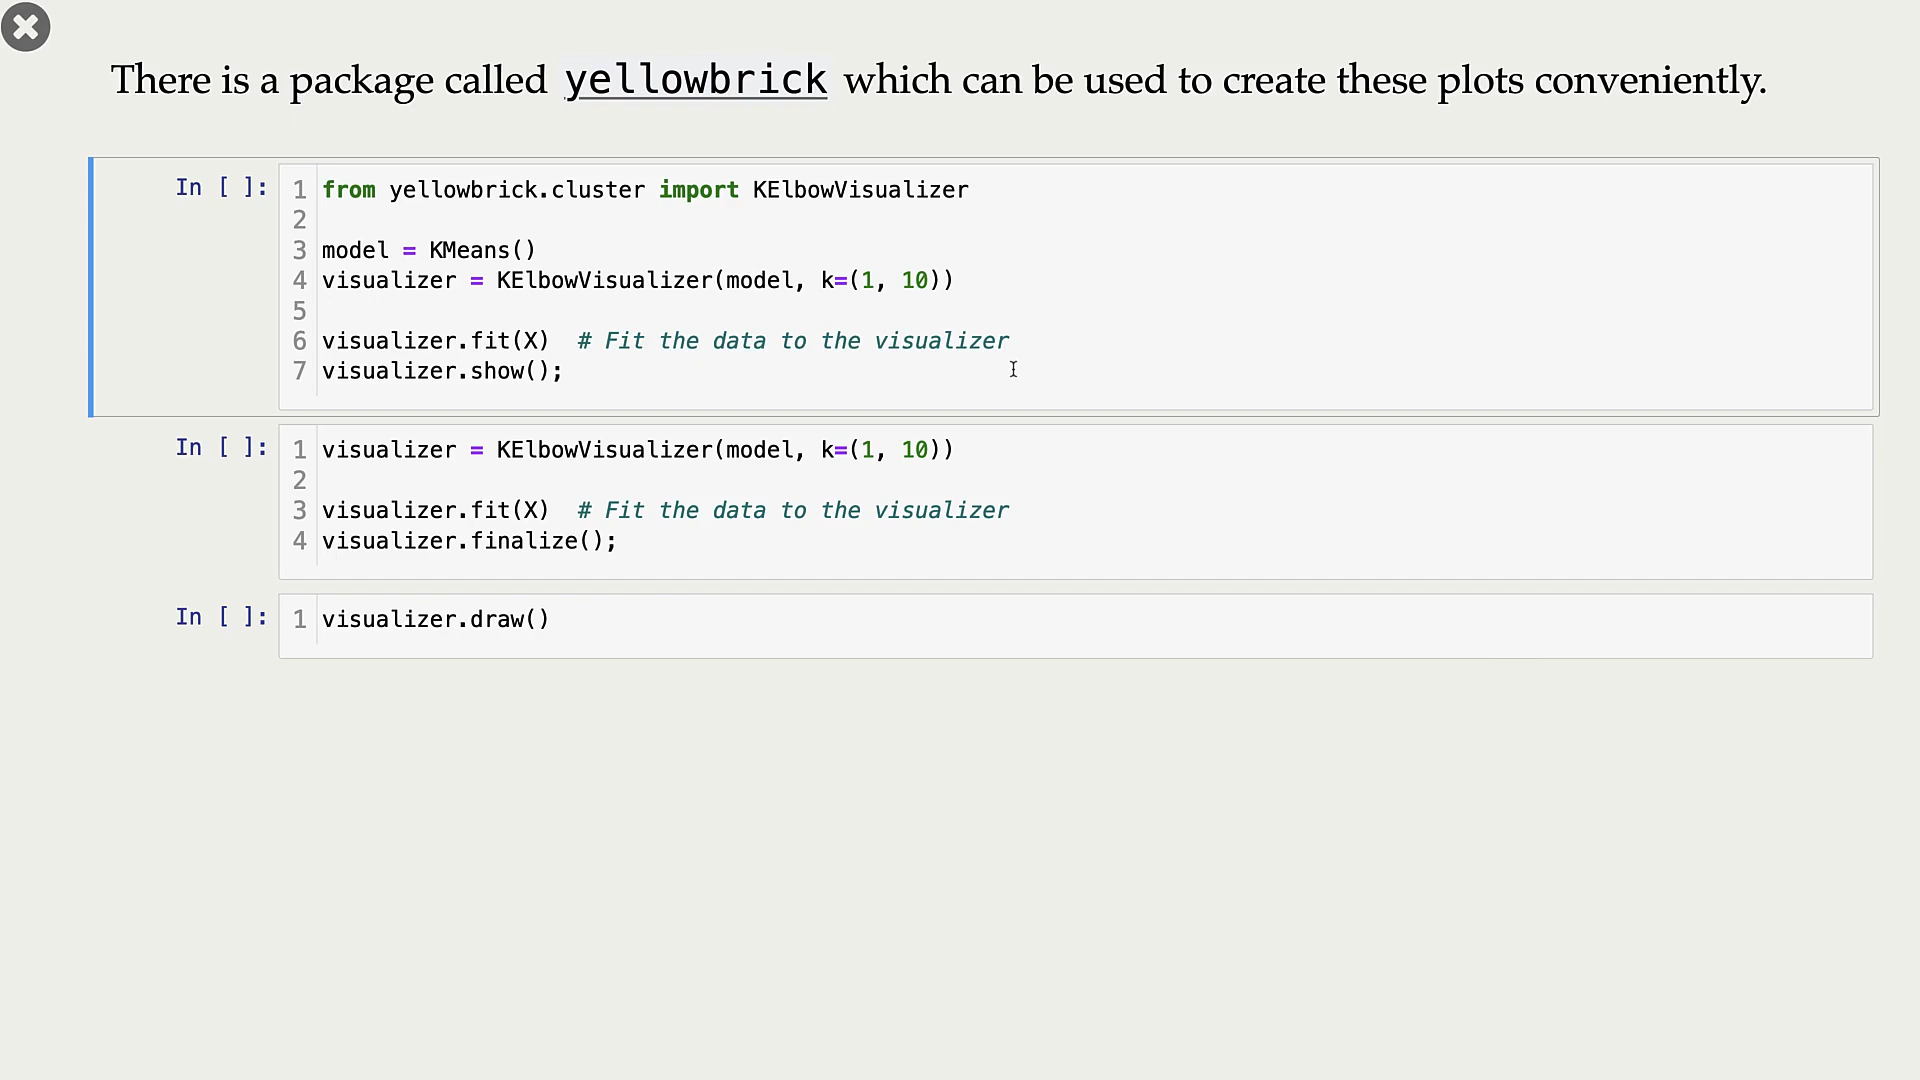 There is a package called yellowbrick which can be used to create these plots conveniently.
In [ ]:
1 from yellowbrick.cluster import KElbowVisualizer
2
3 model = KMeans()
4 visualizer = KElbowVisualizer(model, k=(1, 10))
5
6 visualizer.fit(X)  # Fit the data to the visualizer
7 visualizer.show();
In [ ]:
1 visualizer = KElbowVisualizer(model, k=(1, 10))
2
3 visualizer.fit(X)  # Fit the data to the visualizer
4 visualizer.finalize();
In [ ]:
1 visualizer.draw()